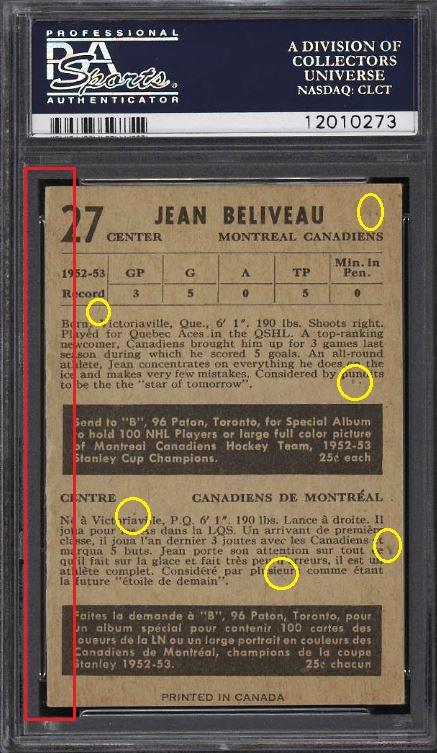 PROFESSIONAL
PSA
Sports
AUTHENTICATOR
A DIVISION OF
COLLECTORS
UNIVERSE
NASDAQ: CLCT
12010273
27 JEAN BELIVEAU
CENTER MONTREAL CANADIENS
1952-53 GP G A TP Min. in Pen.
Record 3 5 0 5 0
Born Victoriaville, Que., 6' 1". 190 lbs. Shoots right.
Played for Quebec Aces in the QSHL. A top-ranking
newcomer, Canadiens brought him up for 3 games last
season during which he scored 5 goals. An all-round
athlete, Jean concentrates on everything he does on the
ice and makes very few mistakes. Considered by pundits
to be the the "star of tomorrow".
Send to "B", 96 Paton, Toronto, for Special Album
to hold 100 NHL Players or large full color picture
of Montreal Canadiens Hockey Team, 1952-53
Stanley Cup Champions. 25¢ each
CENTRE CANADIENS DE MONTRÉAL
Né à Victoriaville, P.Q. 6' 1". 190 lbs. Lance à droite. Il
joua pour les As dans la LQS. Un arrivant de première
classe, il joua l'an dernier 3 joutes avec les Canadiens et
marqua 5 buts. Jean porte son attention sur tout ce
qu'il fait sur la glace et fait très peu d'erreurs, il est un
athlète complet. Considéré par plusieurs comme étant
la future "étoile de demain".
Faites la demande à "B", 96 Paton, Toronto, pour
un album spécial pour contenir 100 cartes des
joueurs de la LN ou un large portrait en couleurs des
Canadiens de Montréal, champions de la coupe
Stanley 1952-53. 25¢ chacun
PRINTED IN CANADA